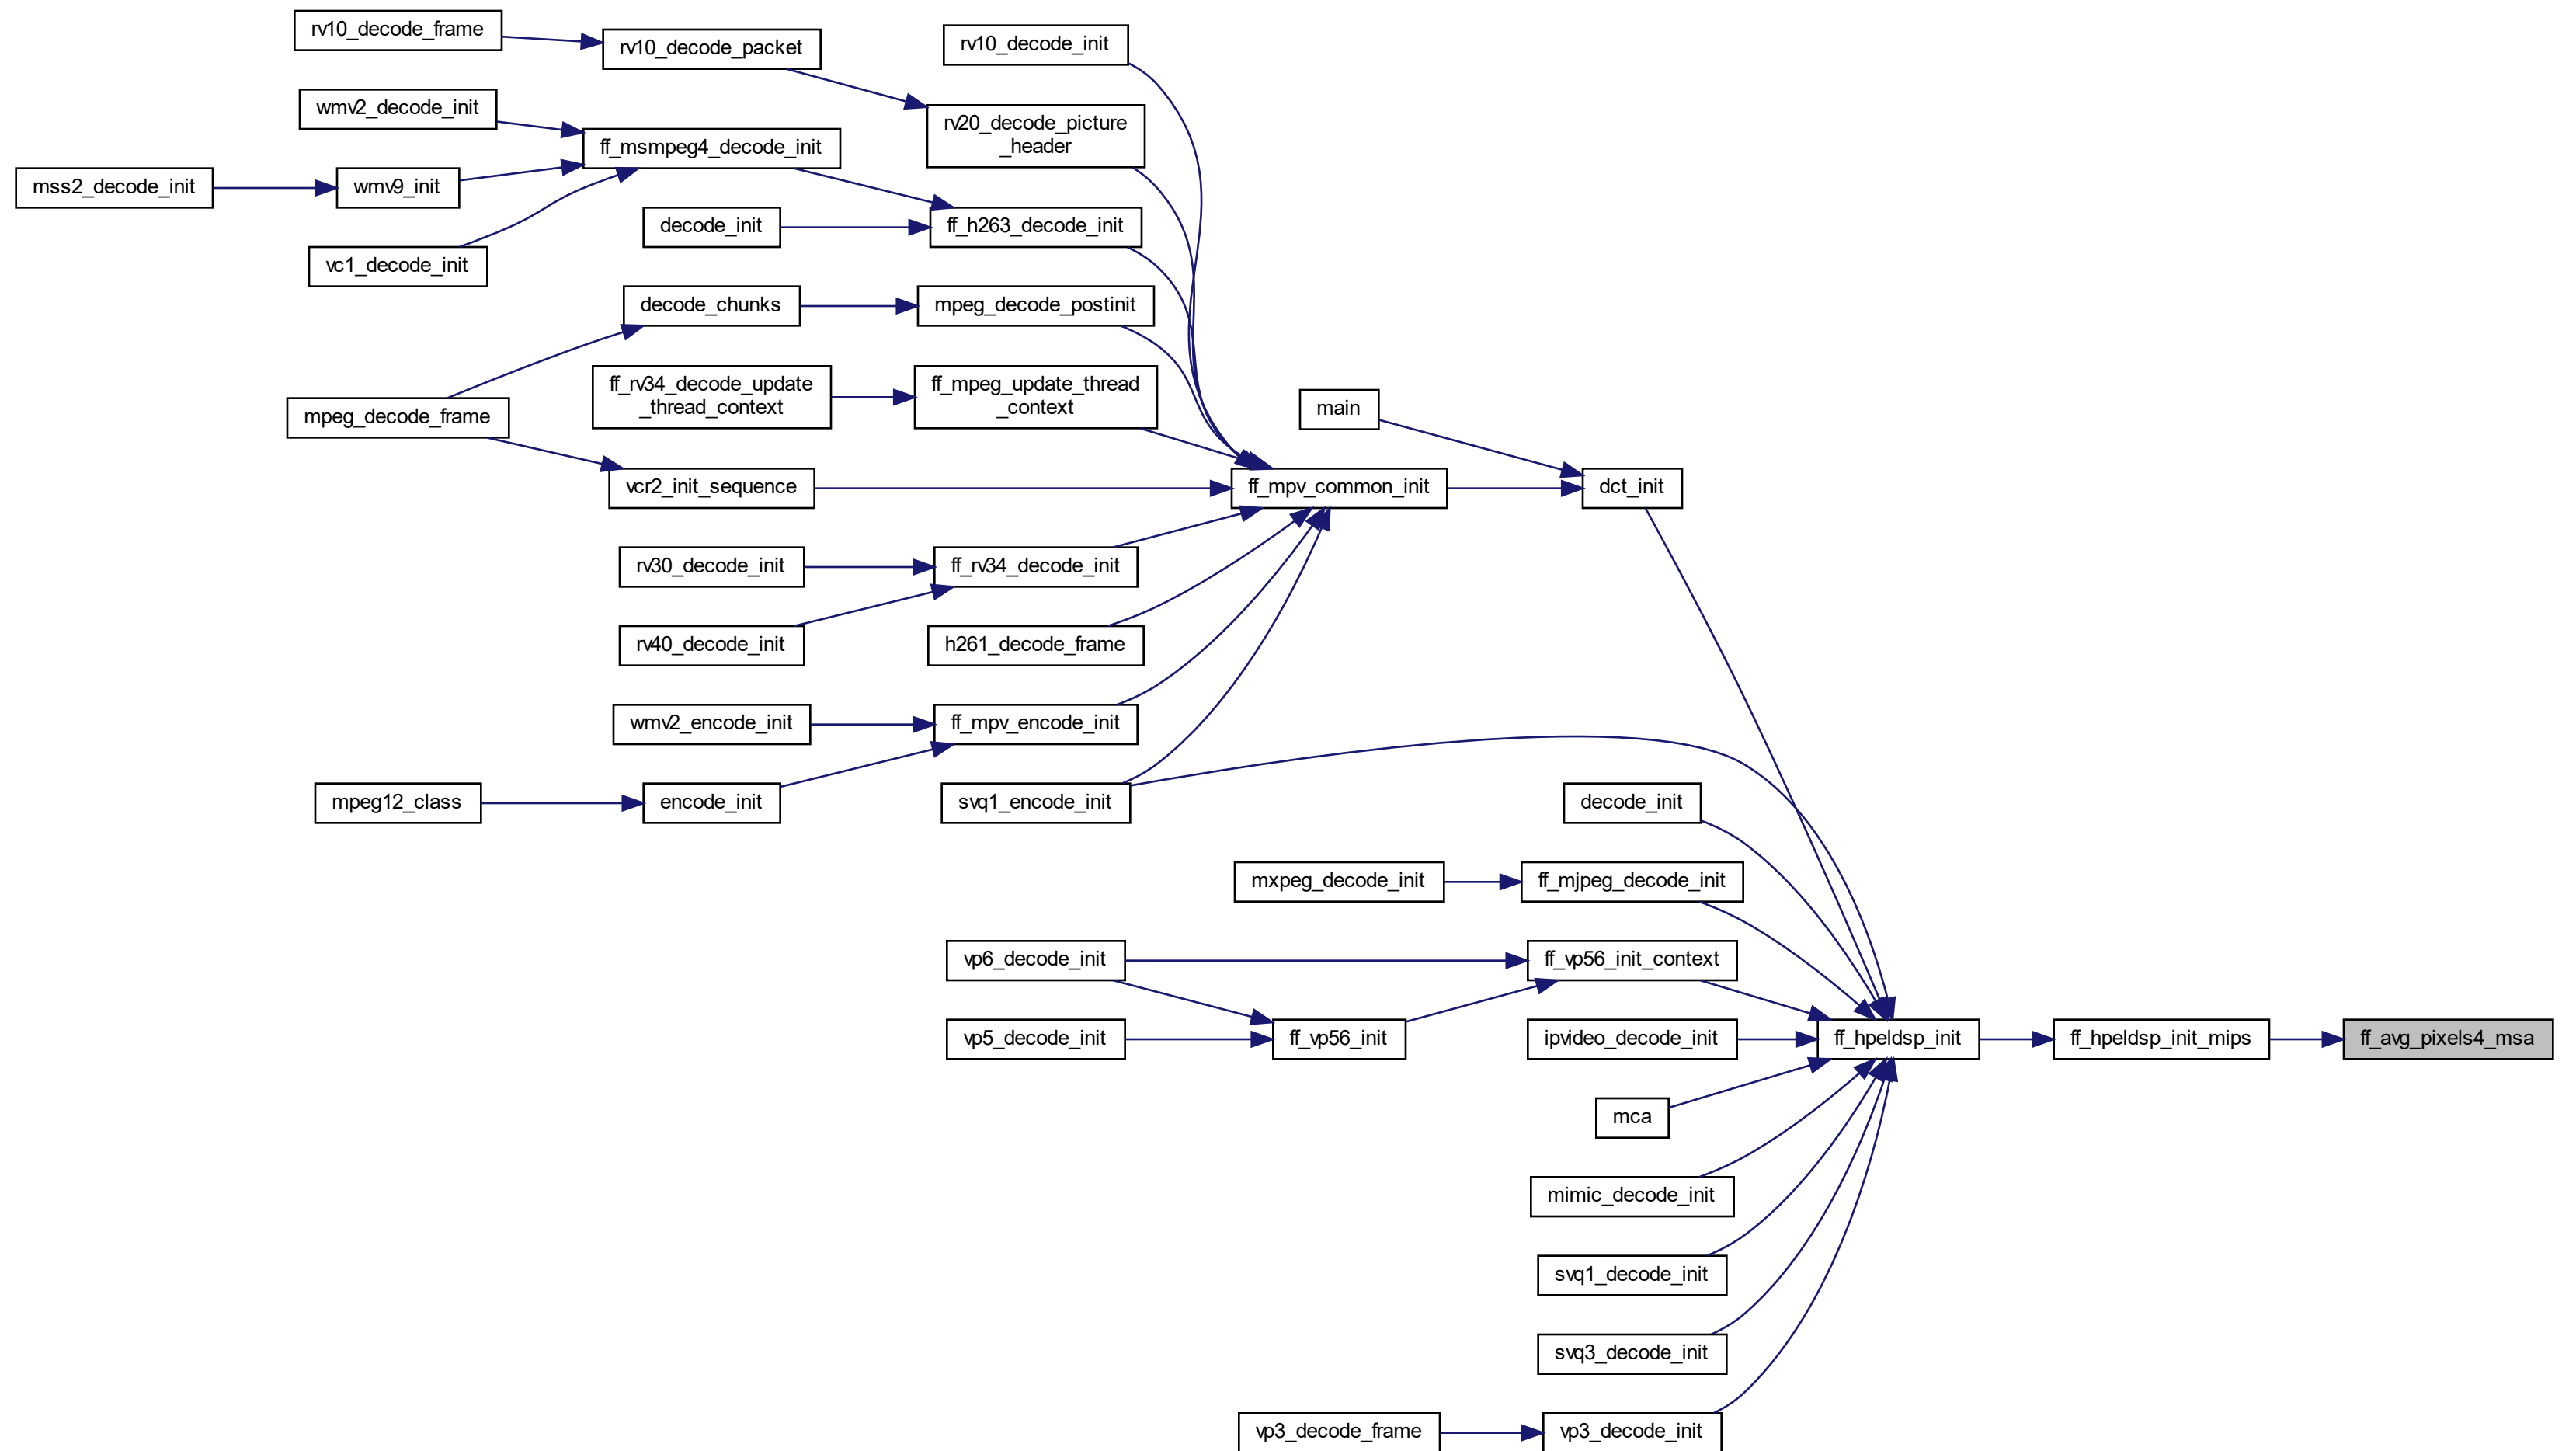 rv10_decode_frame
rv10_decode_packet
rv10_decode_init
wmv2_decode_init
rv20_decode_picture
_header
ff_msmpeg4_decode_init
mss2_decode_init
wmv9_init
decode_init
ff_h263_decode_init
vc1_decode_init
decode_chunks
mpeg_decode_postinit
ff_rv34_decode_update
_thread_context
ff_mpeg_update_thread
_context
main
mpeg_decode_frame
vcr2_init_sequence
ff_mpv_common_init
dct_init
rv30_decode_init
ff_rv34_decode_init
rv40_decode_init
h261_decode_frame
wmv2_encode_init
ff_mpv_encode_init
mpeg12_class
encode_init
svq1_encode_init
decode_init
mxpeg_decode_init
ff_mjpeg_decode_init
vp6_decode_init
ff_vp56_init_context
vp5_decode_init
ff_vp56_init
ipvideo_decode_init
ff_hpeldsp_init
ff_hpeldsp_init_mips
ff_avg_pixels4_msa
mca
mimic_decode_init
svq1_decode_init
svq3_decode_init
vp3_decode_frame
vp3_decode_init